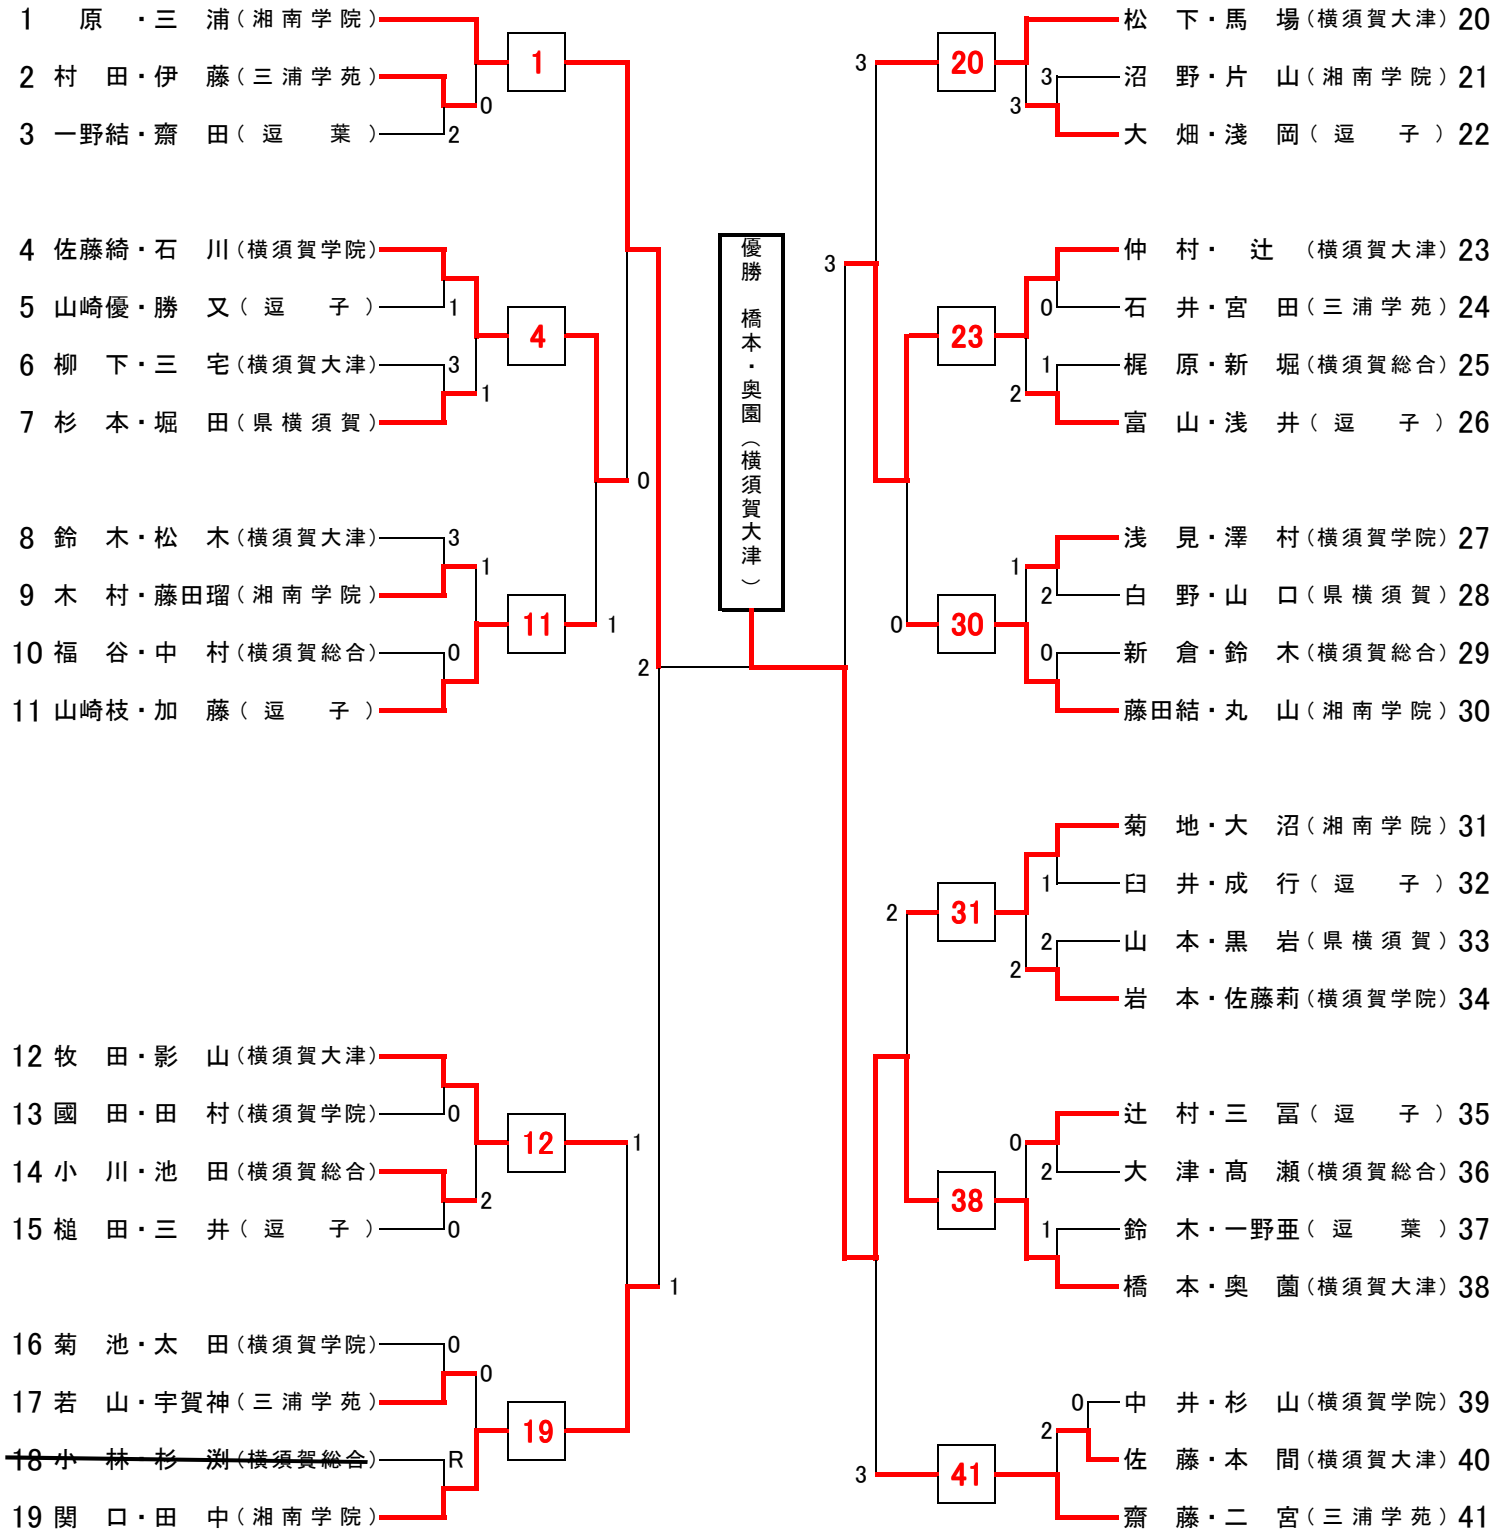 1 原・三浦(湘南学院)
2 村田・伊藤(三浦学苑)
3 一野結・齋田(逗葉)
0
2
1
4 佐藤綺・石川(横須賀学院)
5 山崎優・勝又(逗子)
6 柳下・三宅(横須賀大津)
7 杉本・堀田(県横須賀)
1
3
1
4
8 鈴木・松木(横須賀大津)
9 木村・藤田瑠(湘南学院)
10 福谷・中村(横須賀総合)
11 山崎枝・加藤(逗子)
3
1
0
11
1
0
2
12 牧田・影山(横須賀大津)
13 國田・田村(横須賀学院)
14 小川・池田(横須賀総合)
15 槌田・三井(逗子)
0
2
0
12
1
16 菊池・太田(横須賀学院)
17 若山・宇賀神(三浦学苑)
18 小林・杉渕(横須賀総合)
19 関口・田中(湘南学院)
0
0
R
19
1
優勝 橋本・奥園(横須賀大津)
松下・馬場(横須賀大津) 20
沼野・片山(湘南学院) 21
大畑・淺岡(逗子) 22
3
3
20
3
仲村・辻(横須賀大津) 23
石井・宮田(三浦学苑) 24
梶原・新堀(横須賀総合) 25
富山・浅井(逗子) 26
0
1
2
23
3
浅見・澤村(横須賀学院) 27
白野・山口(県横須賀) 28
新倉・鈴木(横須賀総合) 29
藤田結・丸山(湘南学院) 30
1
2
0
30
0
菊地・大沼(湘南学院) 31
臼井・成行(逗子) 32
山本・黒岩(県横須賀) 33
岩本・佐藤莉(横須賀学院) 34
1
2
2
31
2
辻村・三冨(逗子) 35
大津・髙瀬(横須賀総合) 36
鈴木・一野亜(逗葉) 37
橋本・奥薗(横須賀大津) 38
0
2
1
38
中井・杉山(横須賀学院) 39
佐藤・本間(横須賀大津) 40
齋藤・二宮(三浦学苑) 41
0
2
41
3